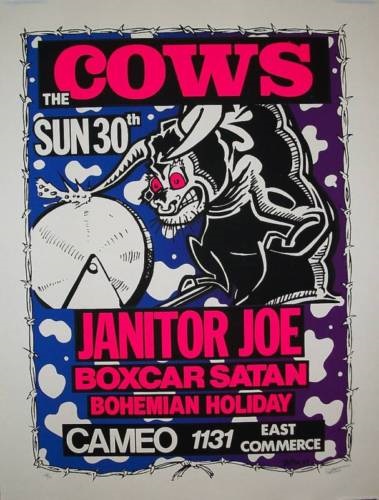 THE COWS
SUN 30th
JANITOR JOE
BOXCAR SATAN
BOHEMIAN HOLIDAY
CAMEO 1131 EAST COMMERCE